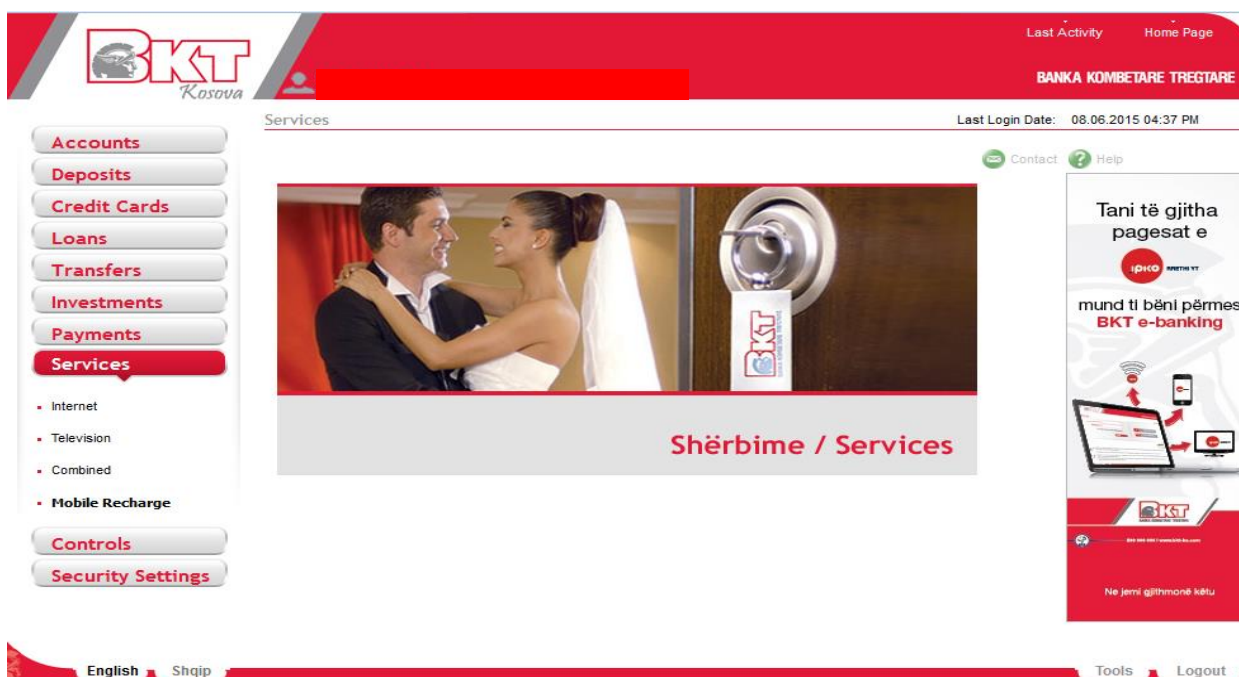 Last Activity Home Page
BKT
Kosova
BANKA KOMBETARE TREGTARE
Services
Last Login Date: 08.06.2015 04:37 PM
Contact Help
Accounts
Deposits
Credit Cards
Loans
Transfers
Investments
Payments
Services
Internet
Television
Combined
Mobile Recharge
Controls
Security Settings
BKT
Shërbime / Services
Tani të gjitha
pagesat e
ipko RRETHI YT
mund ti bëni përmes
BKT e-banking
BKT
Ne jemi gjithmonë këtu
English Shqip
Tools Logout